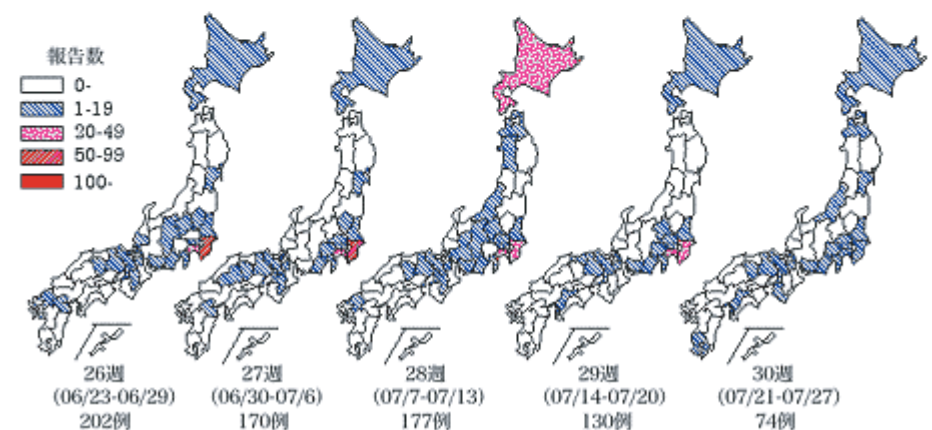 報告数
0-
1-19
20-49
50-99
100-
26週
(06/23-06/29)
202例
27週
(06/30-07/6)
170例
28週
(07/7-07/13)
177例
29週
(07/14-07/20)
130例
30週
(07/21-07/27)
74例